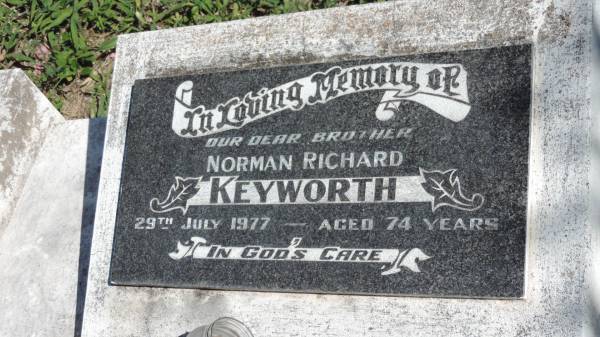 In Loving Memory of
OUR DEAR BROTHER
NORMAN RICHARD
KEYWORTH
29TH JULY 1977 — AGED 74 YEARS
IN GOD'S CARE